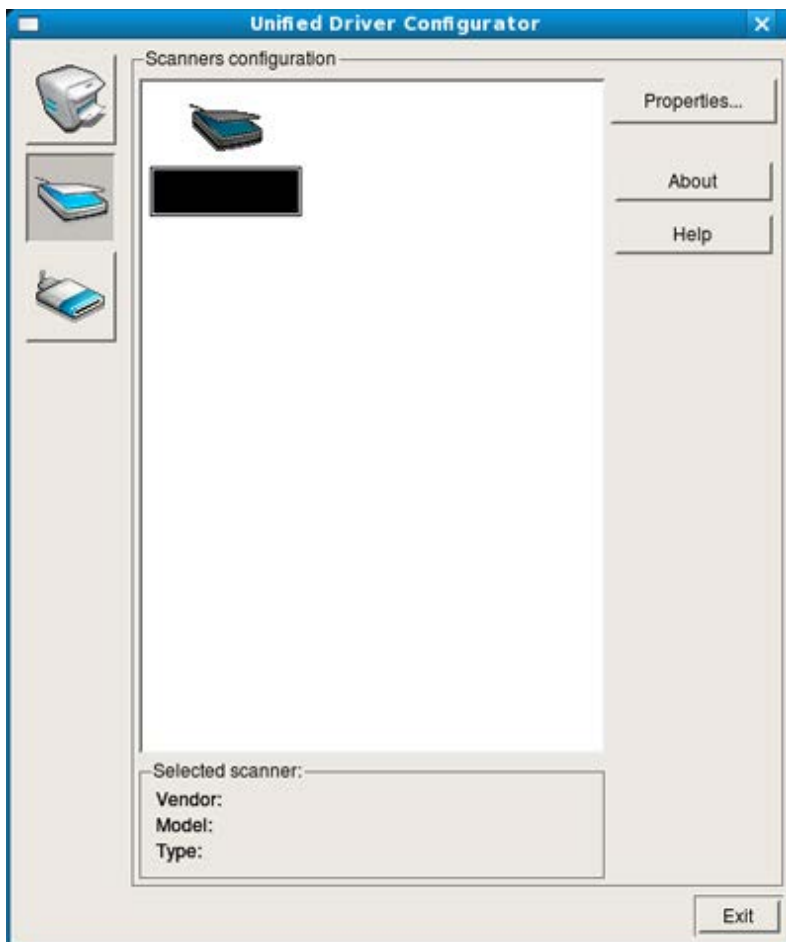 Unified Driver Configurator
Scanners configuration
Properties...
About
Help
Selected scanner:
Vendor:
Model:
Type:
Exit